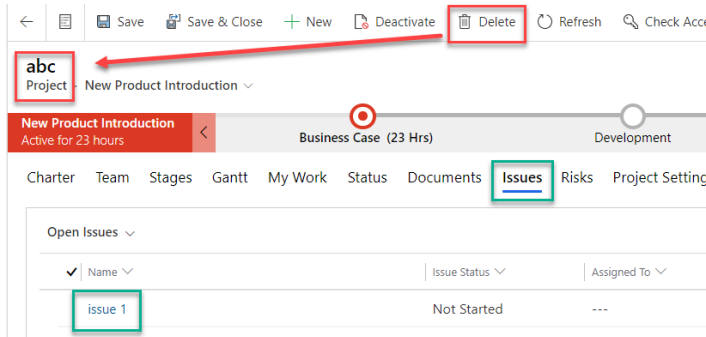 Save Save & Close New Deactivate Delete Refresh Check Acce
abc
Project · New Product Introduction
New Product Introduction
Active for 23 hours
Business Case (23 Hrs)
Development
Charter Team Stages Gantt My Work Status Documents Issues Risks Project Setting
Open Issues
Name Issue Status Assigned To
issue 1 Not Started ---